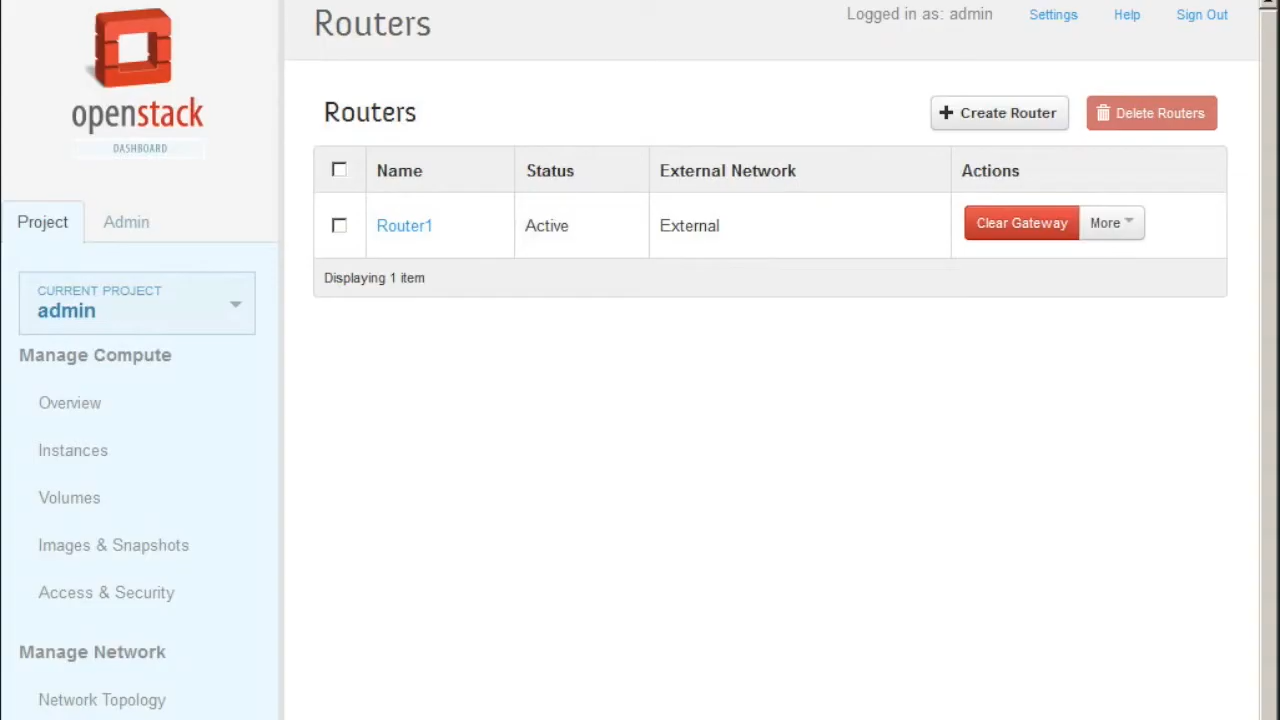 Routers
Logged in as: admin
Settings
Help
Sign Out
openstack
DASHBOARD
Project
Admin
CURRENT PROJECT
admin
Manage Compute
Overview
Instances
Volumes
Images & Snapshots
Access & Security
Manage Network
Network Topology
Routers
Create Router
Delete Routers
Name Status External Network Actions
Router1 Active External Clear Gateway More
Displaying 1 item